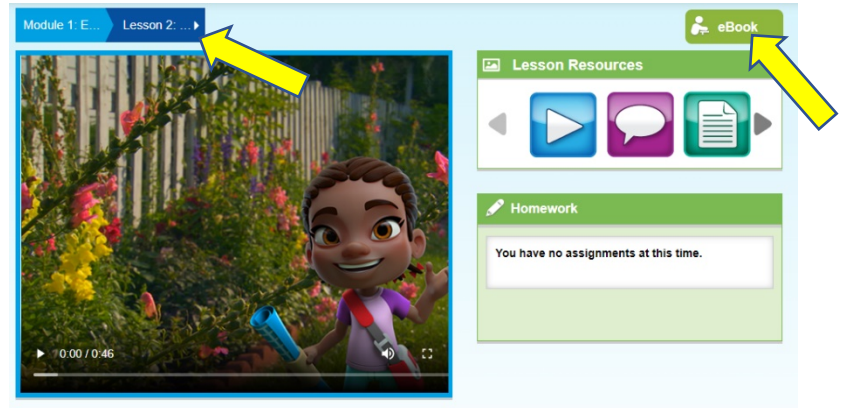 Module 1: E... Lesson 2: ...
eBook
Lesson Resources
Homework
You have no assignments at this time.
0:00 / 0:46